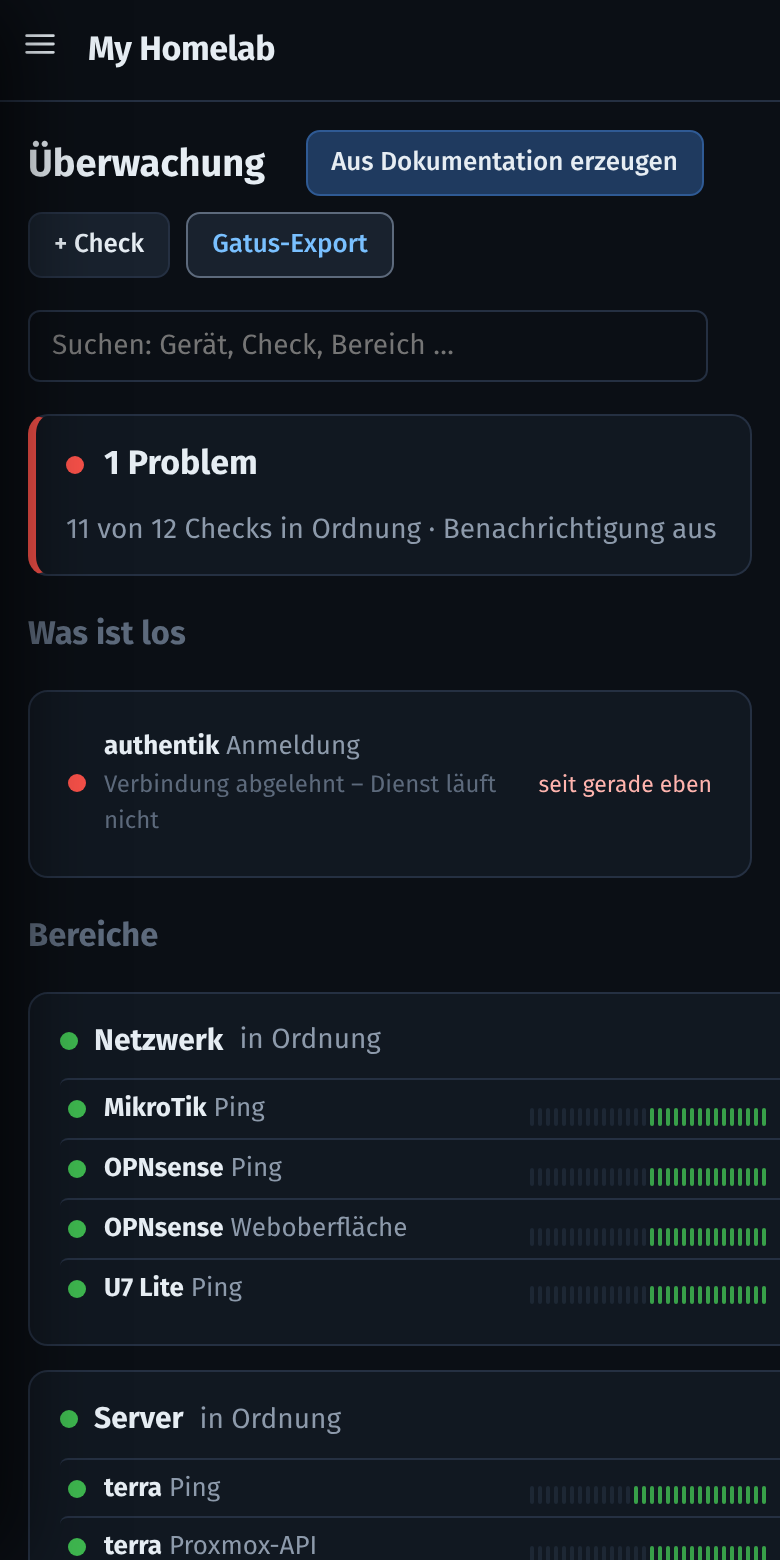 My Homelab
Überwachung
Aus Dokumentation erzeugen
+ Check
Gatus-Export
Suchen: Gerät, Check, Bereich ...
1 Problem
11 von 12 Checks in Ordnung · Benachrichtigung aus
Was ist los
authentik Anmeldung
Verbindung abgelehnt – Dienst läuft
nicht
seit gerade eben
Bereiche
Netzwerk in Ordnung
MikroTik Ping
OPNsense Ping
OPNsense Weboberfläche
U7 Lite Ping
Server in Ordnung
terra Ping
terra Proxmox-API